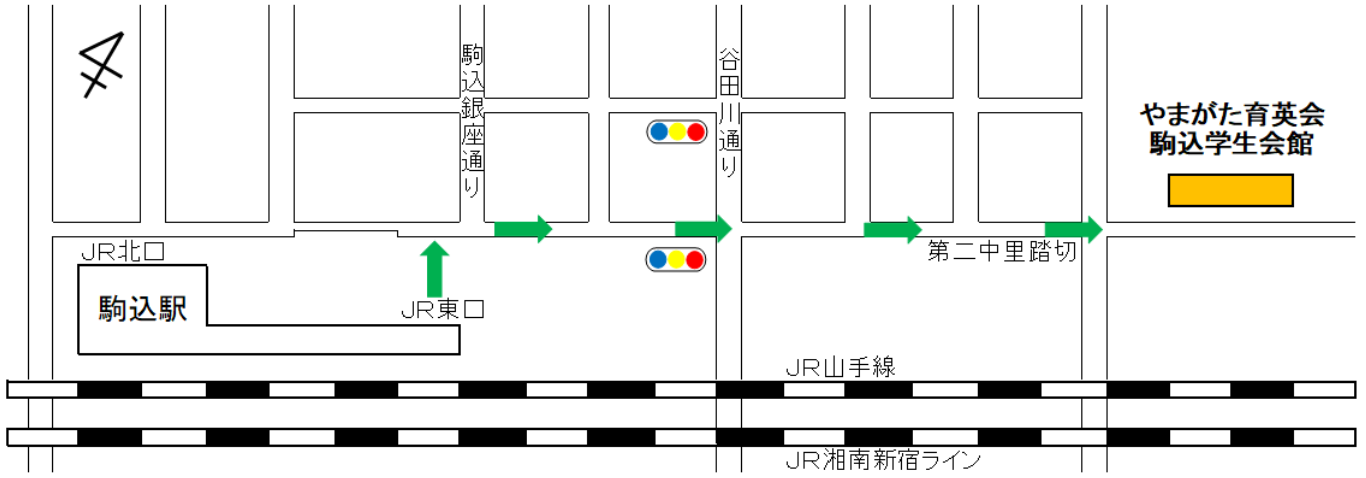 駒込銀座通り
谷田川通り
やまがた育英会
駒込学生会館
JR北口
第二中里踏切
駒込駅
JR東口
JR山手線
JR湘南新宿ライン